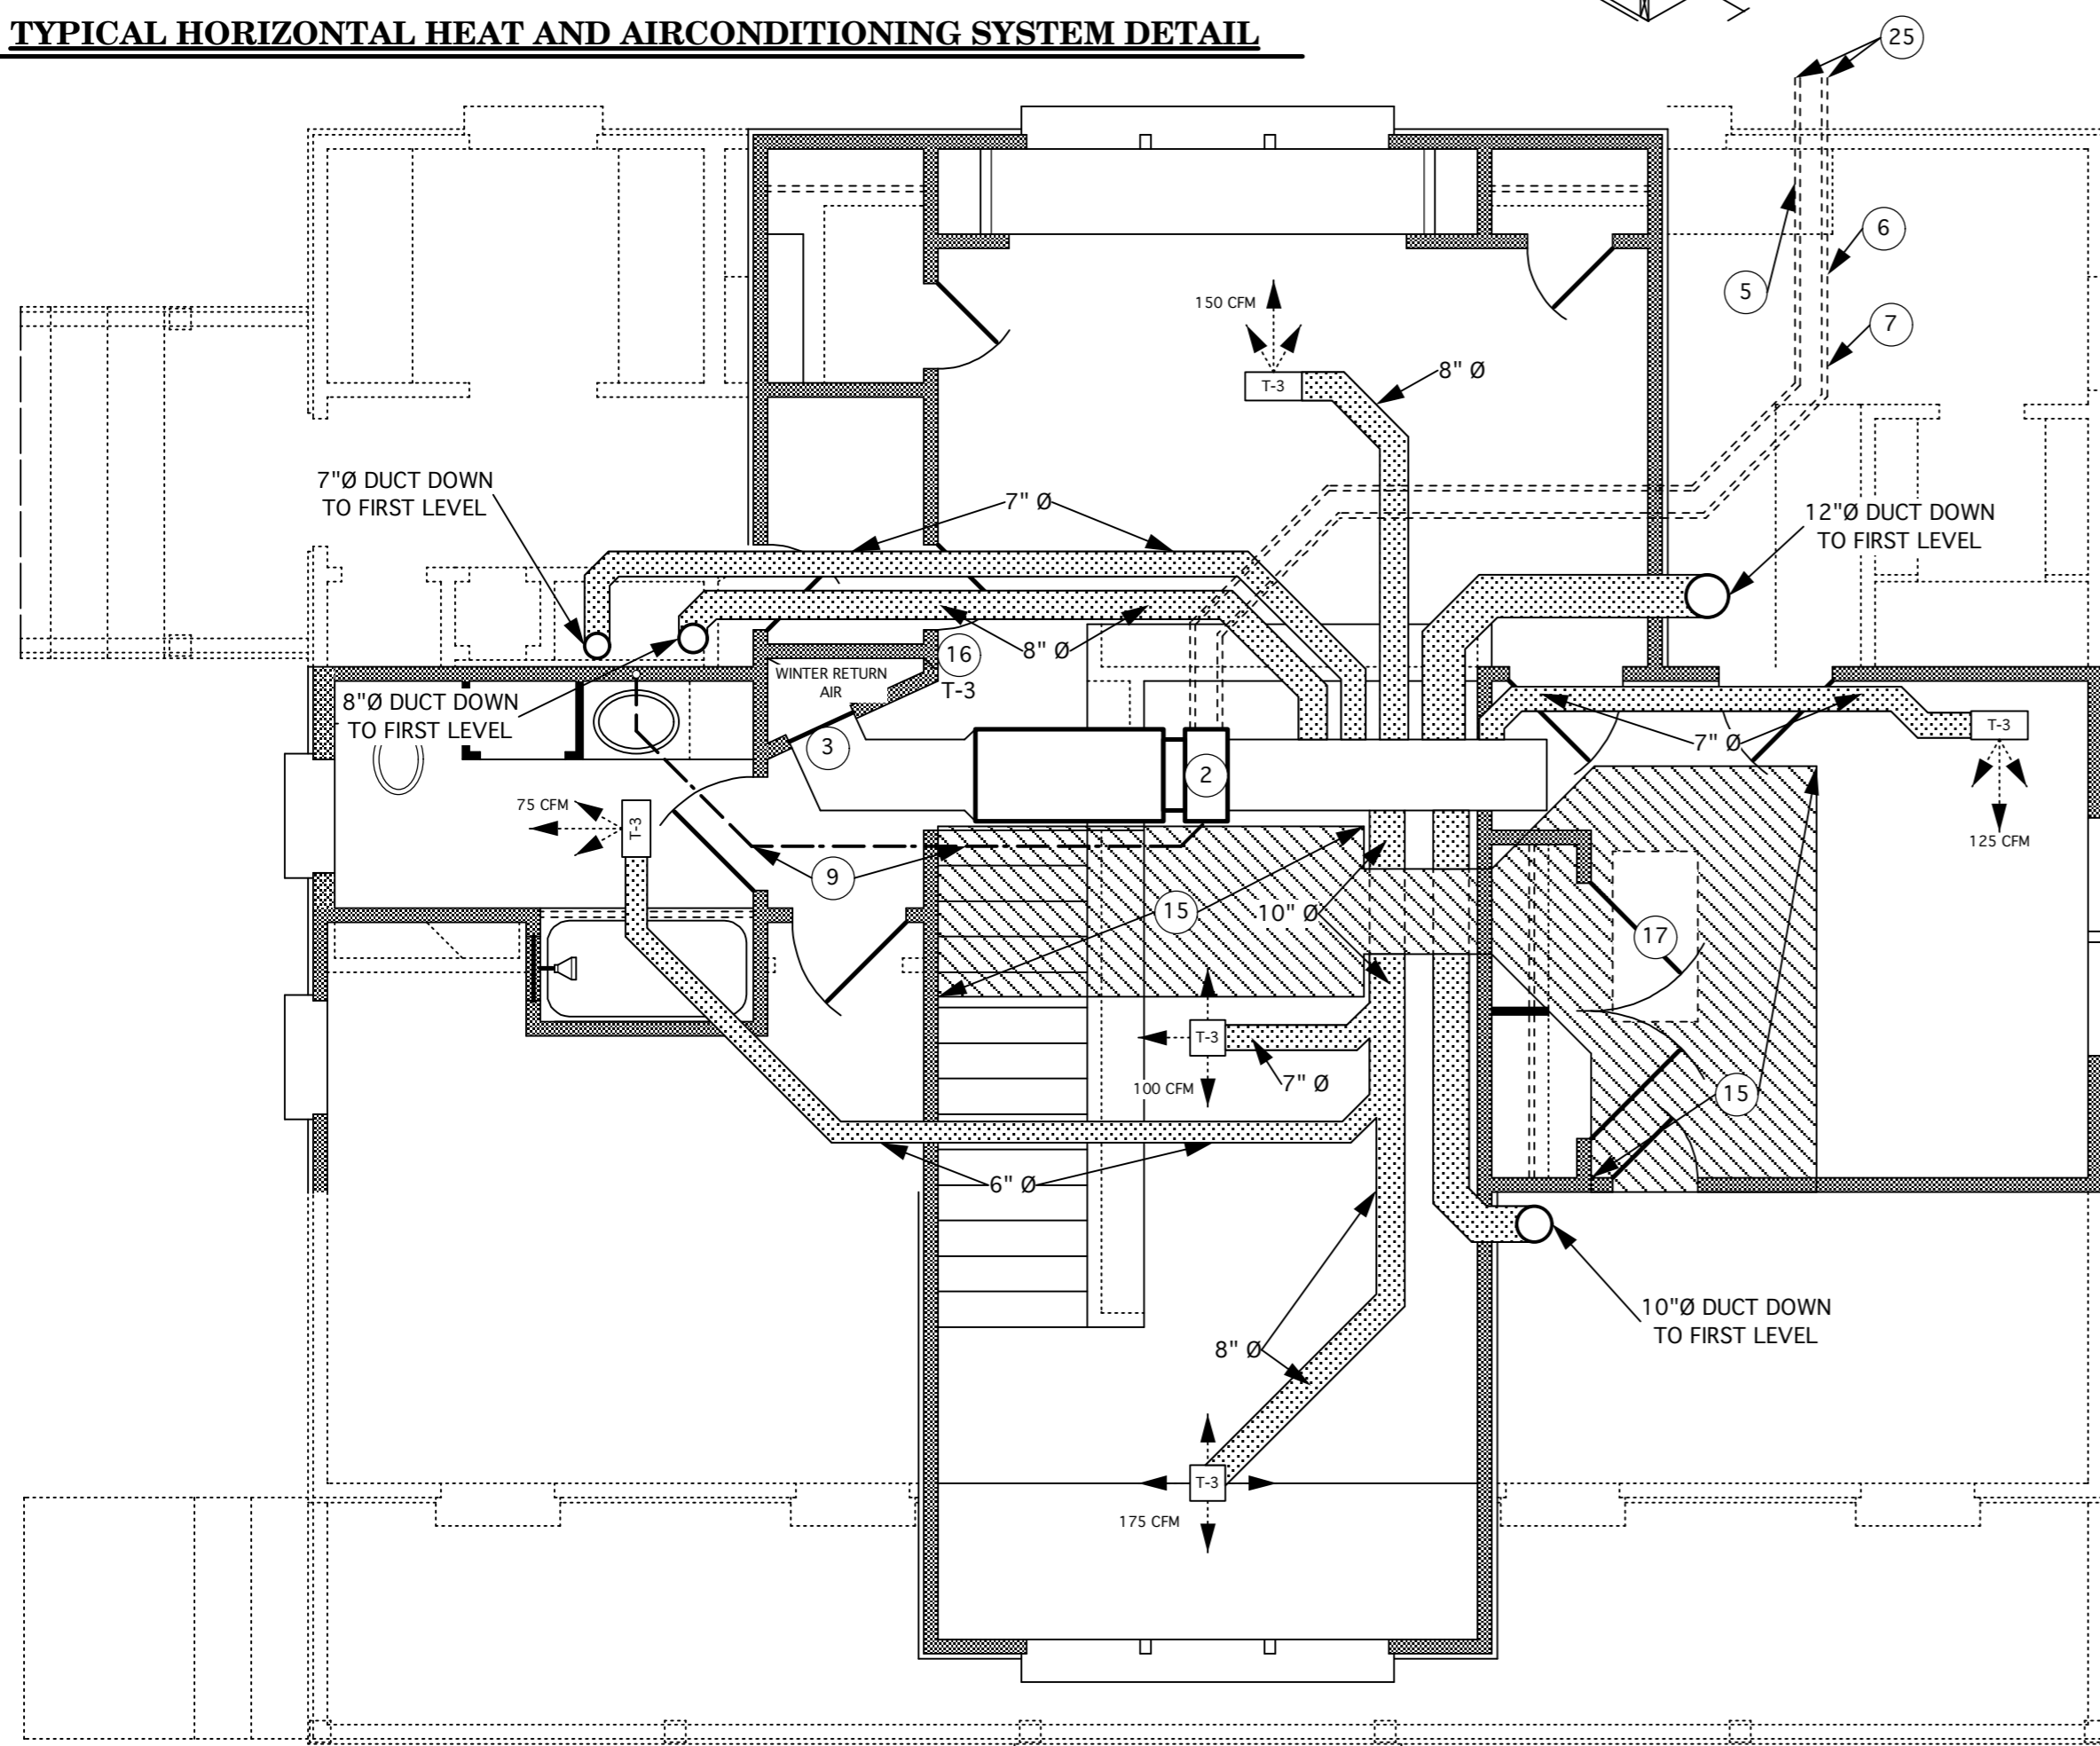 TYPICAL HORIZONTAL HEAT AND AIRCONDITIONING SYSTEM DETAIL
25
6
5
7
150 CFM
T-3
8" Ø
7"Ø DUCT DOWN
TO FIRST LEVEL
7" Ø
12"Ø DUCT DOWN
TO FIRST LEVEL
8" Ø
16
T-3
WINTER RETURN
AIR
8"Ø DUCT DOWN
TO FIRST LEVEL
3
2
7" Ø
T-3
125 CFM
75 CFM
T-3
9
15
10" Ø
17
T-3
100 CFM
7" Ø
15
6" Ø
10"Ø DUCT DOWN
TO FIRST LEVEL
8" Ø
T-3
175 CFM